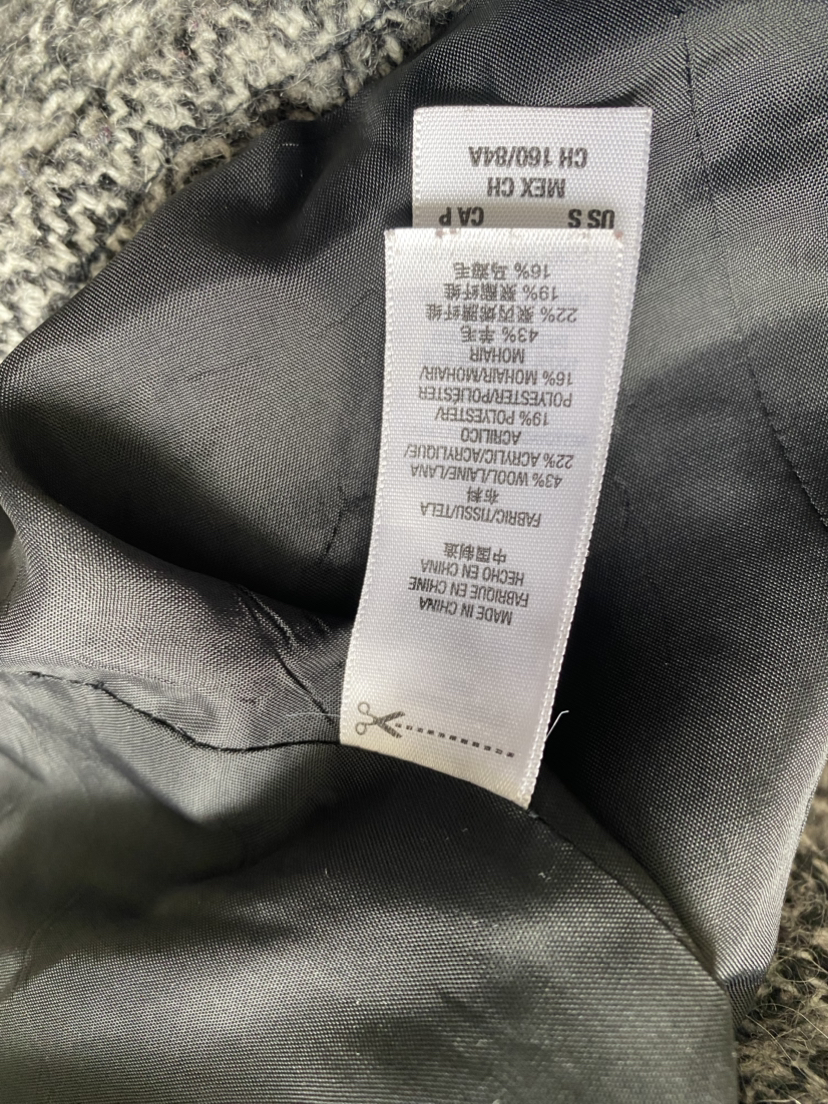 MADE IN CHINA
FABRIQUE EN CHINE
HECHO EN CHINA
中国制造
FABRIC/TISSU/TELA
布料
43% WOOL/LAINE/LANA
22% ACRYLIC/ACRYLIQUE/
ACRILICO
19% POLYESTER/
POLYESTER/POLIÉSTER
16% MOHAIR/MOHAIR/
MOHAIR
43% 羊毛
22% 聚丙烯腈纤维
19% 聚酯纤维
16% 马海毛
US S CA P
MEX CH
CH 160/84A